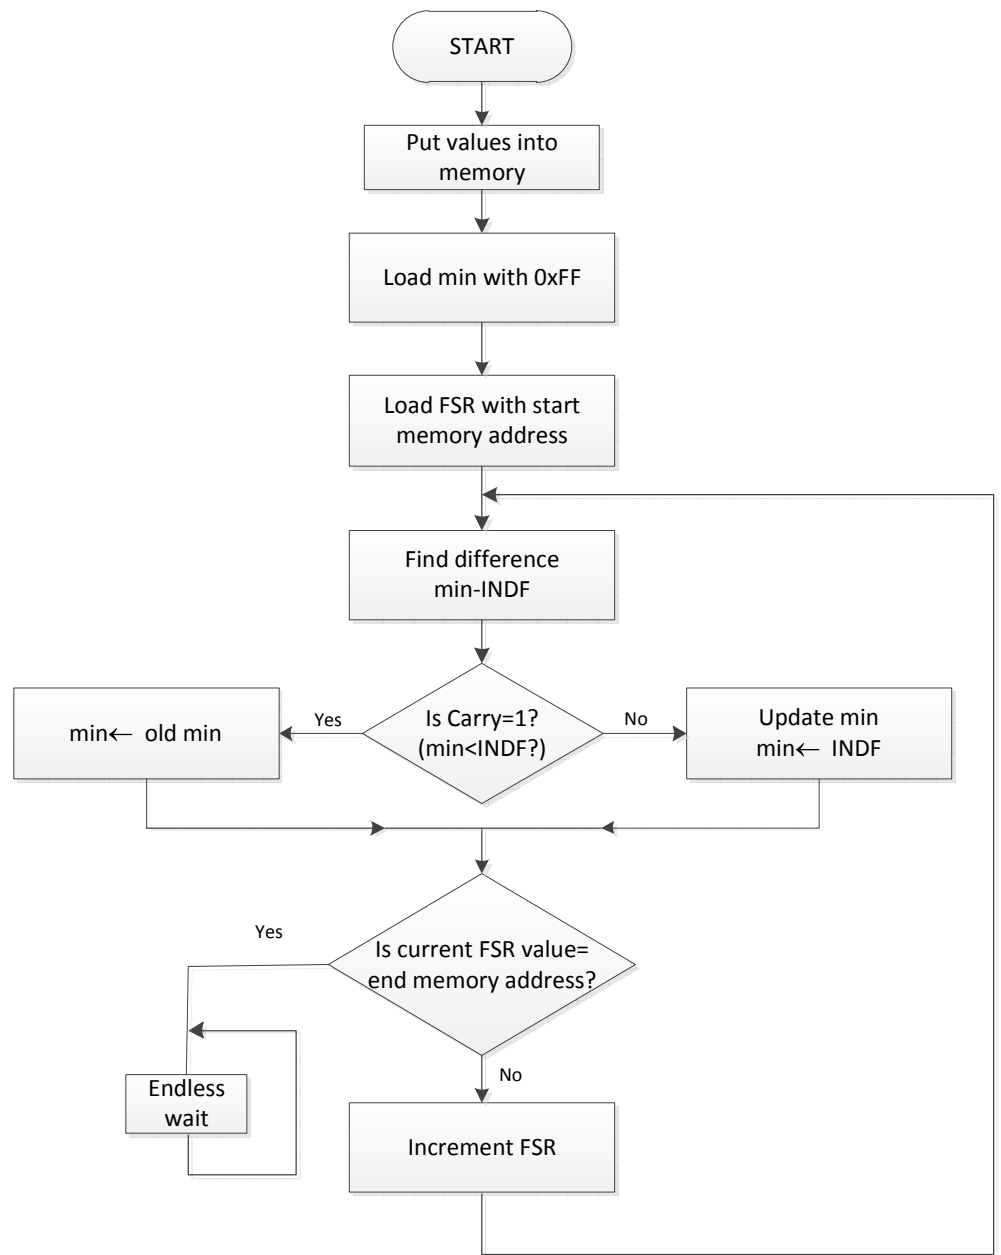 START
Put values into
memory
Load min with 0xFF
Load FSR with start
memory address
Find difference
min-INDF
Is Carry=1?
(min<INDF?)
Yes
No
min← old min
Update min
min← INDF
Is current FSR value=
end memory address?
Yes
No
Endless
wait
Increment FSR